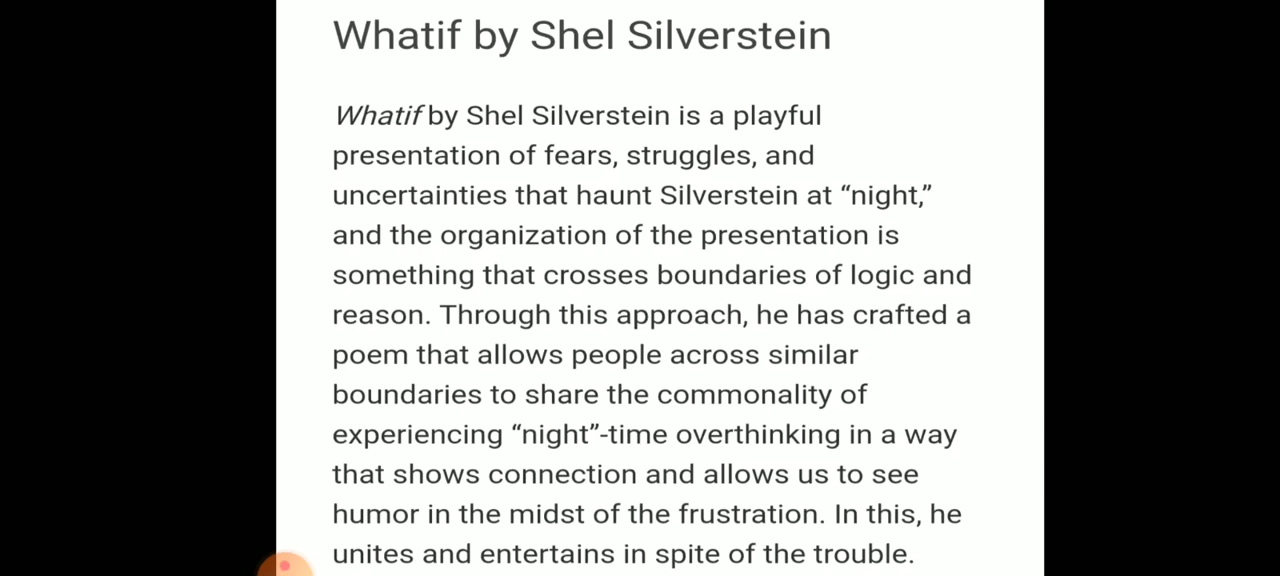 Whatif by Shel Silverstein
Whatif by Shel Silverstein is a playful
presentation of fears, struggles, and
uncertainties that haunt Silverstein at “night,”
and the organization of the presentation is
something that crosses boundaries of logic and
reason. Through this approach, he has crafted a
poem that allows people across similar
boundaries to share the commonality of
experiencing “night”-time overthinking in a way
that shows connection and allows us to see
humor in the midst of the frustration. In this, he
unites and entertains in spite of the trouble.